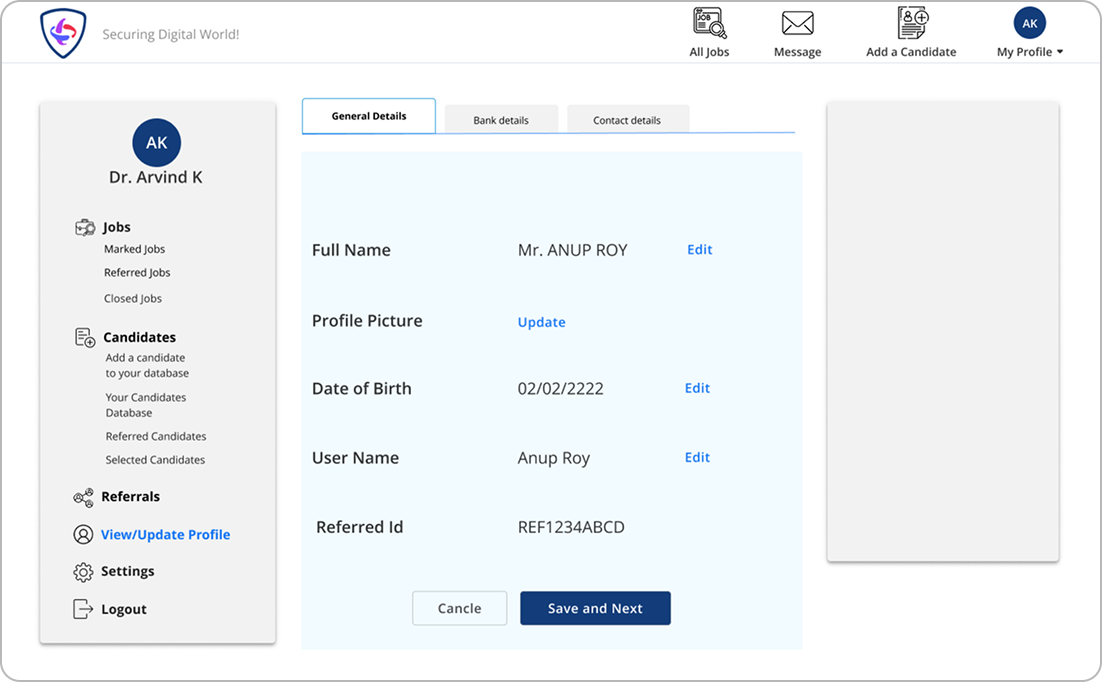 Securing Digital World!
All Jobs
Message
Add a Candidate
AK
My Profile
AK
Dr. Arvind K
Jobs
Marked Jobs
Referred Jobs
Closed Jobs
Candidates
Add a candidate
to your database
Your Candidates
Database
Referred Candidates
Selected Candidates
Referrals
View/Update Profile
Settings
Logout
General Details
Bank details
Contact details
Full Name
Mr. ANUP ROY
Edit
Profile Picture
Update
Date of Birth
02/02/2222
Edit
User Name
Anup Roy
Edit
Referred Id
REF1234ABCD
Cancle
Save and Next